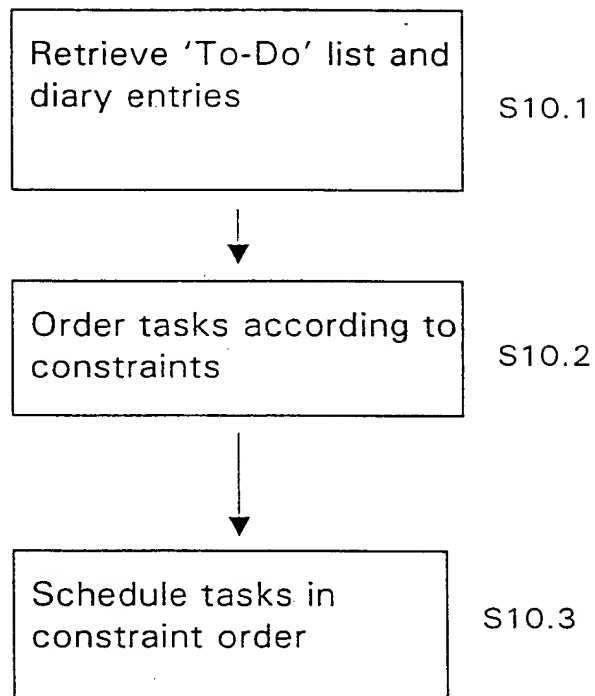 Retrieve 'To-Do' list and
diary entries
S10.1
Order tasks according to
constraints
S10.2
Schedule tasks in
constraint order
S10.3